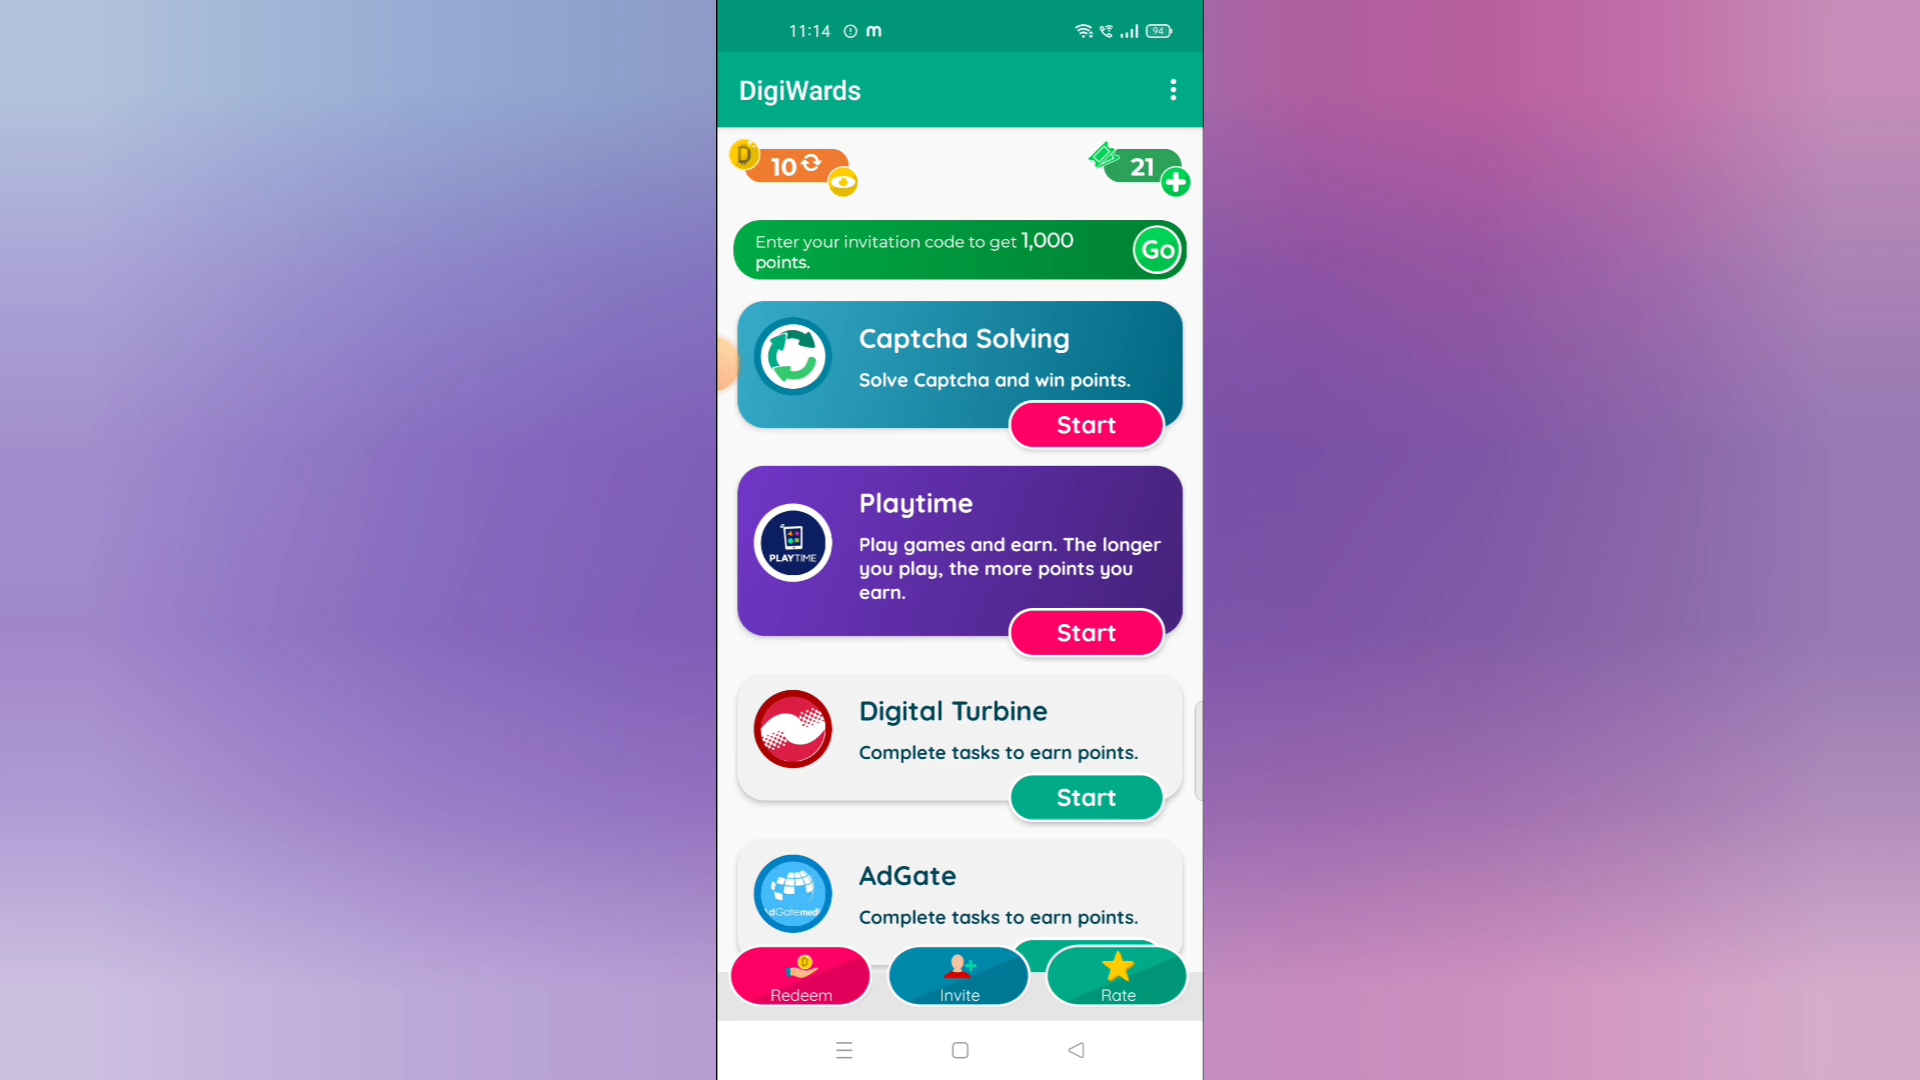 11:14
94
DigiWards
10
21
Enter your invitation code to get 1,000
points.
Go
Captcha Solving
Solve Captcha and win points.
Start
Playtime
PLAYTIME
Play games and earn. The longer
you play, the more points you
earn.
Start
Digital Turbine
Complete tasks to earn points.
Start
AdGate
Complete tasks to earn points.
Redeem
Invite
Rate